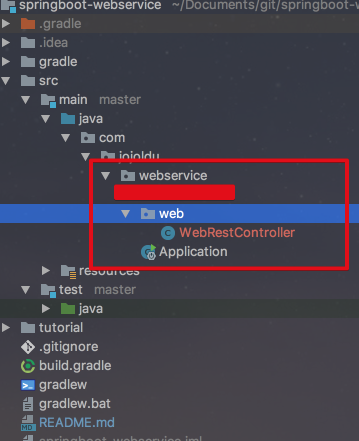 springboot-webservice ~/Documents/git/springboot-w
.gradle
.idea
gradle
src
main master
java
com
jojoldu
webservice
web
WebRestController
Application
resources
test master
java
tutorial
.gitignore
build.gradle
gradlew
gradlew.bat
README.md
springboot-webservice.iml